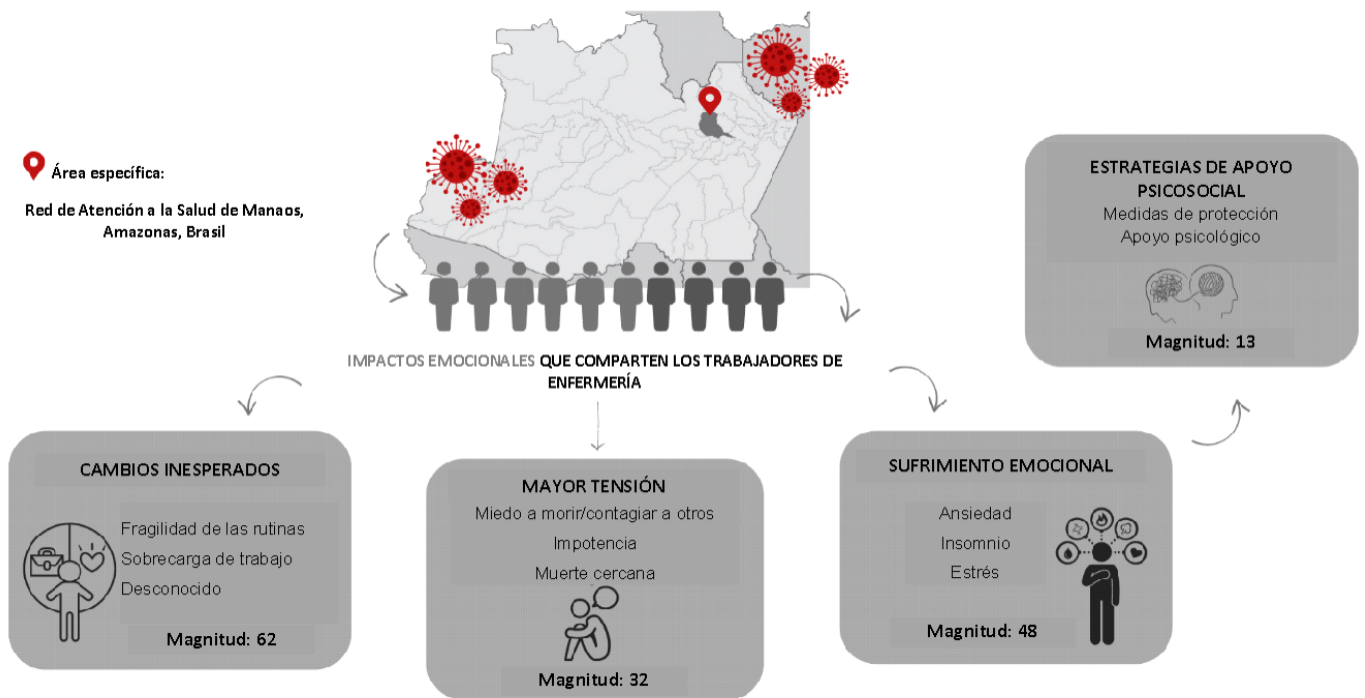 Área específica:
Red de Atención a la Salud de Manaos,
Amazonas, Brasil
IMPACTOS EMOCIONALES QUE COMPARTEN LOS TRABAJADORES DE
ENFERMERÍA
CAMBIOS INESPERADOS
Fragilidad de las rutinas
Sobrecarga de trabajo
Desconocido
Magnitud: 62
MAYOR TENSIÓN
Miedo a morir/contagiar a otros
Impotencia
Muerte cercana
Magnitud: 32
SUFRIMIENTO EMOCIONAL
Ansiedad
Insomnio
Estrés
Magnitud: 48
ESTRATEGIAS DE APOYO
PSICOSOCIAL
Medidas de protección
Apoyo psicológico
Magnitud: 13